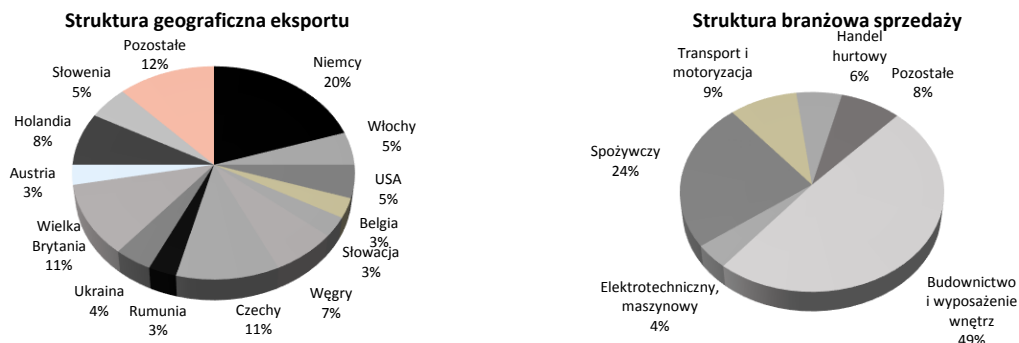 Struktura geograficzna eksportu
Pozostałe
12%
Niemcy
20%
Słowenia
5%
Włochy
5%
Holandia
8%
USA
5%
Austria
3%
Belgia
3%
Słowacja
3%
Wielka
Brytania
11%
Węgry
7%
Ukraina
4%
Rumunia
3%
Czechy
11%
Struktura branżowa sprzedaży
Handel
hurtowy
6%
Transport i
motoryzacja
9%
Pozostałe
8%
Spożywczy
24%
Elektrotechniczny,
maszynowy
4%
Budownictwo
i wyposażenie
wnętrz
49%